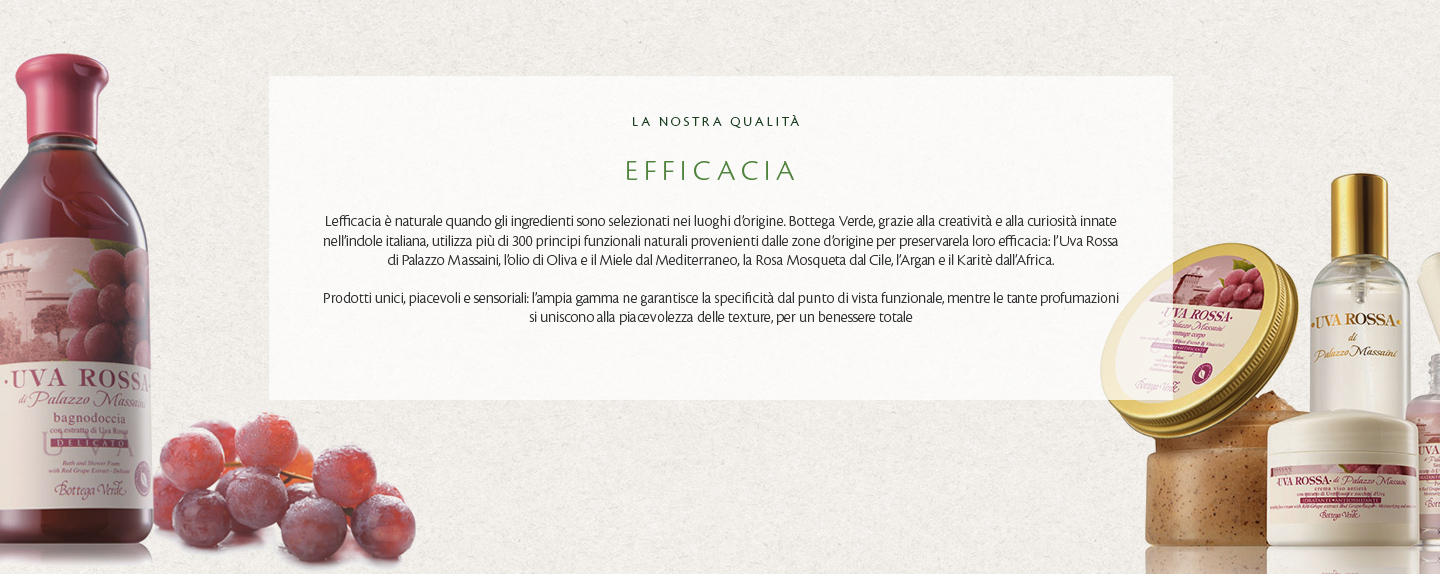 LA NOSTRA QUALITÀ
EFFICACIA
Lefficacia è naturale quando gli ingredienti sono selezionati nei luoghi d'origine. Bottega Verde, grazie alla creatività e alla curiosità innate
nell'indole italiana, utilizza più di 300 principi funzionali naturali provenienti dalle zone d'origine per preservarela loro efficacia: l'Uva Rossa
di Palazzo Massaini, l'olio di Oliva e il Miele dal Mediterraneo, la Rosa Mosqueta dal Cile, l'Argan e il Karitè dall'Africa.
Prodotti unici, piacevoli e sensoriali: l'ampia gamma ne garantisce la specificità dal punto di vista funzionale, mentre le tante profumazioni
si uniscono alla piacevolezza delle texture, per un benessere totale
·UVA ROSSA·
di Palazzo Massaini
bagnodoccia
con estratto di Uva Rossa
UVA
DELICATO
Bath and Shower Foam
with Red Grape Extract - Delicate
Bottega Verde
·UVA ROSSA·
di Palazzo Massaini
gommage corpo
Bottega Verde
·UVA ROSSA·
di
Palazzo Massaini
·UVA ROSSA· di Palazzo Massaini
crema viso antietà
IDRATANTE·ANTIOSSIDANTE
Bottega Verde
UVA